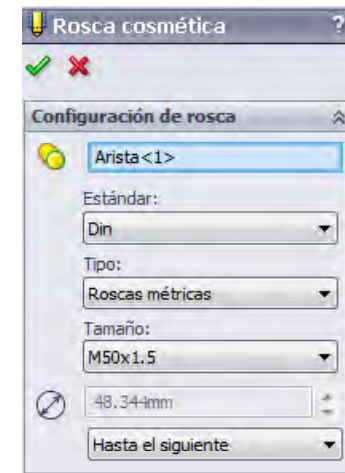 Rosca cosmética ?
Configuración de rosca
Arista<1>
Estándar:
Din
Tipo:
Roscas métricas
Tamaño:
M50x1.5
48.344mm
Hasta el siguiente